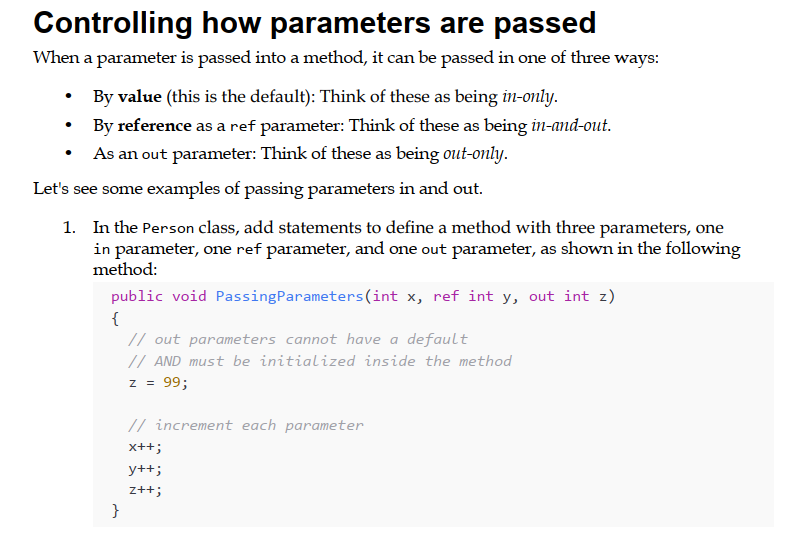 Controlling how parameters are passed
When a parameter is passed into a method, it can be passed in one of three ways:
• By value (this is the default): Think of these as being in-only.
• By reference as a ref parameter: Think of these as being in-and-out.
• As an out parameter: Think of these as being out-only.
Let's see some examples of passing parameters in and out.
1. In the Person class, add statements to define a method with three parameters, one
in parameter, one ref parameter, and one out parameter, as shown in the following
method:
public void PassingParameters(int x, ref int y, out int z)
{
// out parameters cannot have a default
// AND must be initialized inside the method
z = 99;
// increment each parameter
x++;
y++;
z++;
}